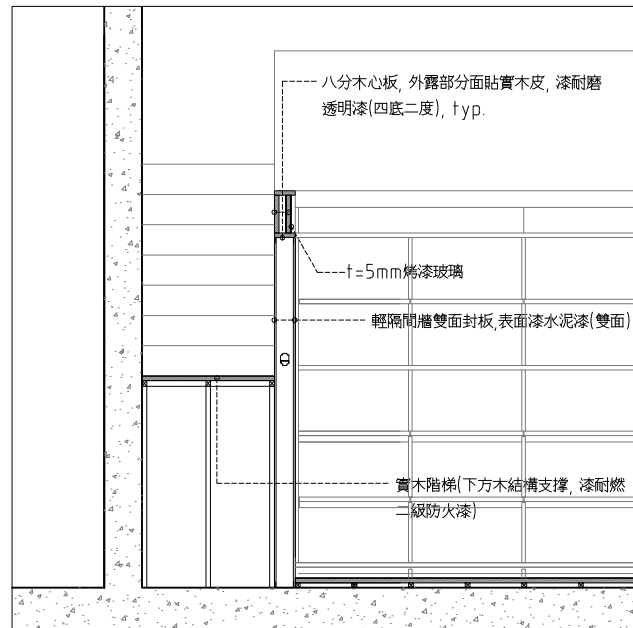 八分木心板, 外露部分面貼實木皮, 漆耐磨
透明漆(四底二度), typ.
t=5mm烤漆玻璃
輕隔間牆雙面封板,表面漆水泥漆(雙面)
實木階梯(下方木結構支撐, 漆耐燃
二級防火漆)